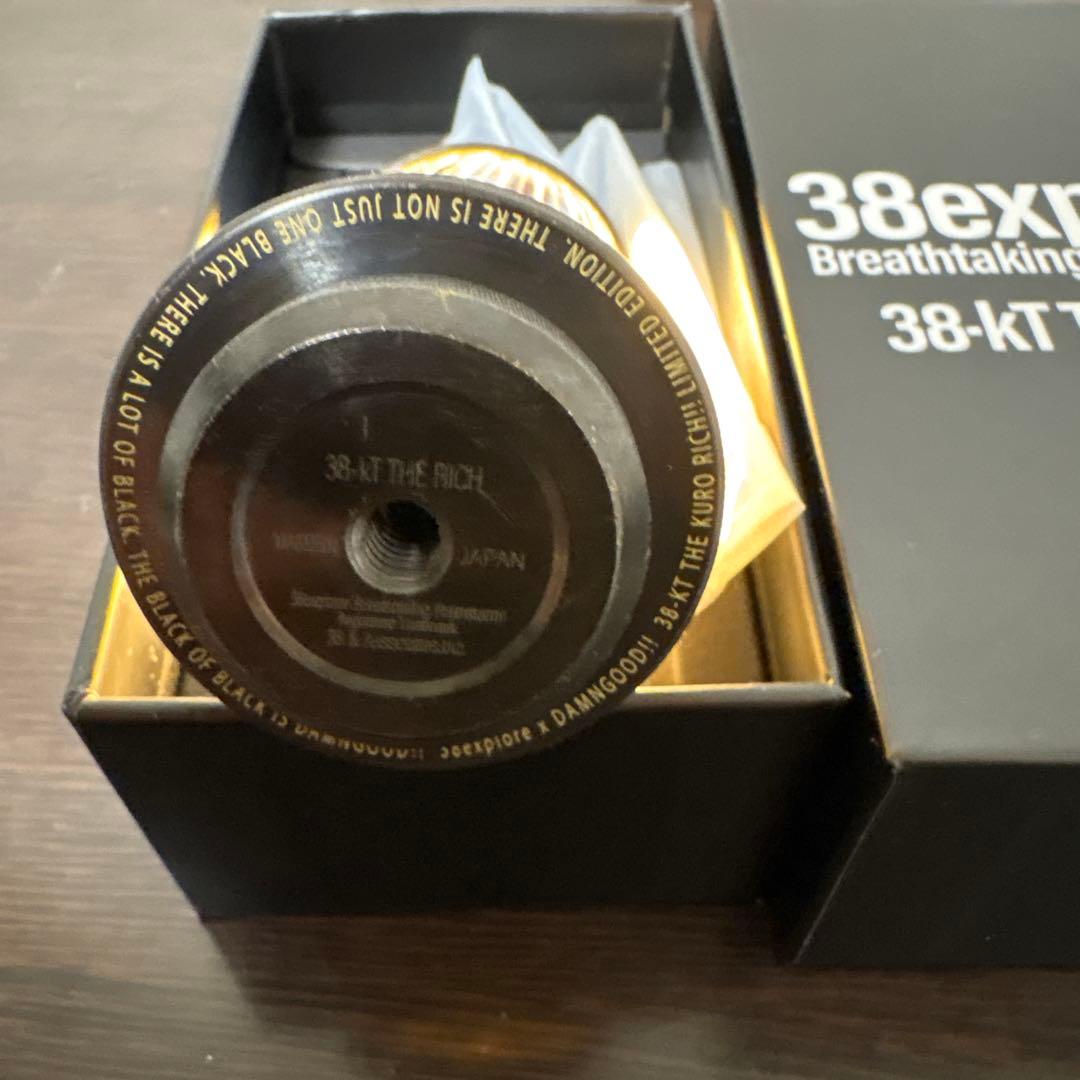 THERE IS NOT JUST ONE BLACK. THERE IS A LOT OF BLACK. THE BLACK OF BLACK IS DAMNGOOD!! 38explore x DAMNGOOD!! 38-KT THE KURO RICH!! LIMITED EDITION.
38-kT THE RICH
JAPAN
38exp
Breathtaking
38-kT T